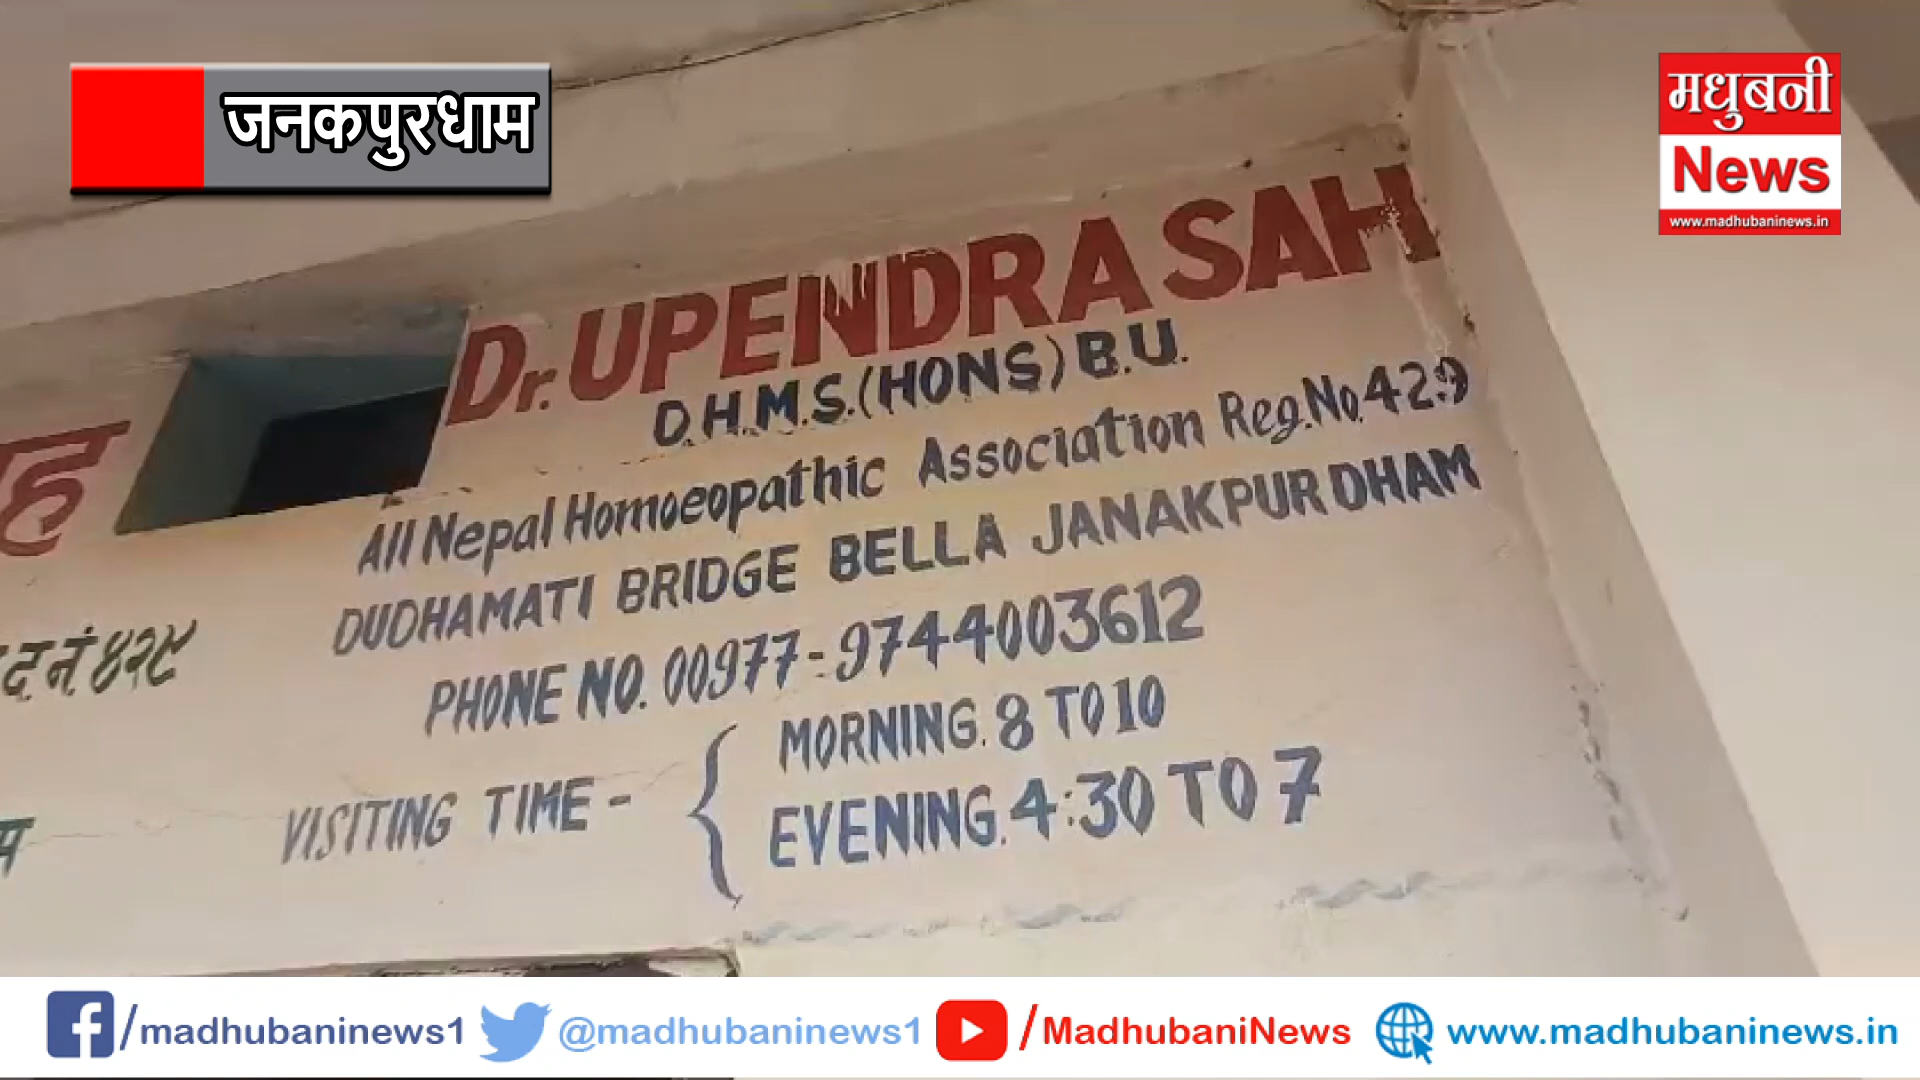 जनकपुरधाम
मधुबनी
News
www.madhubaninews.in
Dr. UPENDRA SAH
D.H.M.S.(HONS) B.U.
All Nepal Homoeopathic Association Reg.No.429
DUDHAMATI BRIDGE BELLA JANAKPURDHAM
PHONE NO. 00977-9744003612
VISITING TIME - { MORNING. 8 TO 10
EVENING. 4:30 TO 7
नं ४२९
/madhubaninews1 @madhubaninews1 /MadhubaniNews www.madhubaninews.in